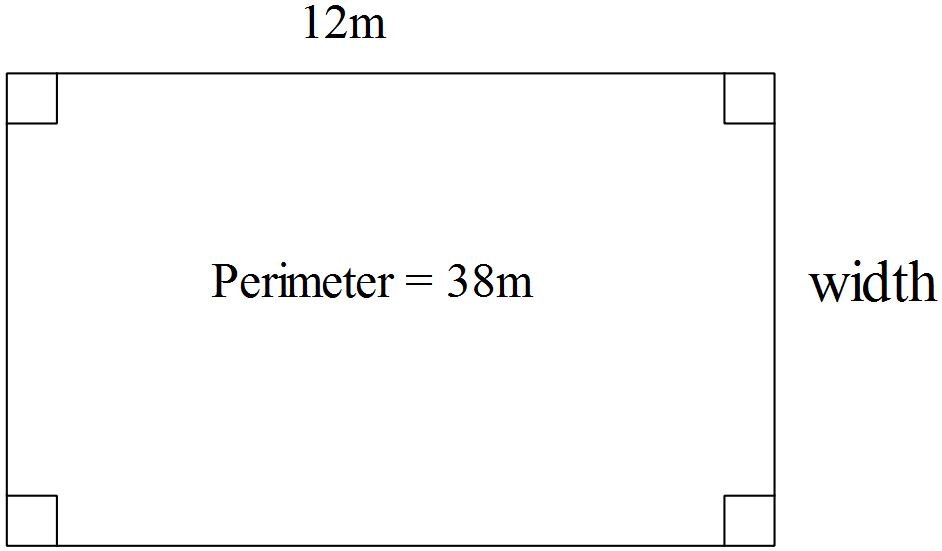 12m
Perimeter = 38m
width